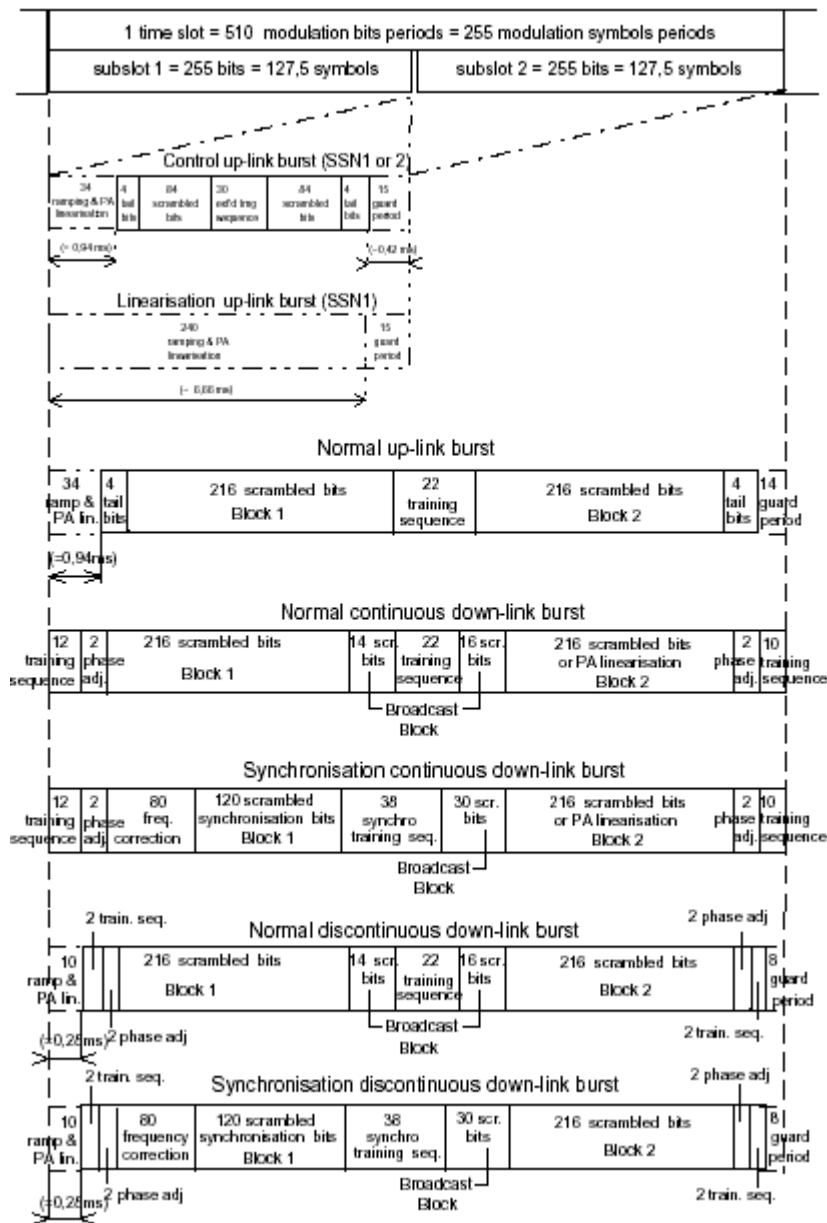 1 time slot = 510 modulation bits periods = 255 modulation symbols periods
subslot 1 = 255 bits = 127,5 symbols
subslot 2 = 255 bits = 127,5 symbols
Control up-link burst (SSN1 or 2)
34 ramping & PA linearisation
4 tail bits
84 scrambled bits
30 extd trng sequence
84 scrambled bits
4 tail bits
15 guard period
(~ 0,94 ms)
(~0,42 ms)
Linearisation up-link burst (SSN1)
240 ramping & PA linearisation
15 guard period
(~ 6,66 ms)
Normal up-link burst
34 ramp & PA lin.
4 tail bits
216 scrambled bits
Block 1
22 training sequence
216 scrambled bits
Block 2
4 tail bits
14 guard period
(=0,94ms)
Normal continuous down-link burst
12 training sequence
2 phase adj.
216 scrambled bits
Block 1
14 scr. bits
22 training sequence
16 scr. bits
216 scrambled bits or PA linearisation
Block 2
2 phase adj.
10 training sequence
Broadcast Block
Synchronisation continuous down-link burst
12 training sequence
2 phase adj.
80 freq. correction
120 scrambled synchronisation bits
Block 1
38 synchro training seq.
30 scr. bits
216 scrambled bits or PA linearisation
Block 2
2 phase adj.
10 training sequence
Broadcast Block
2 train. seq.
Normal discontinuous down-link burst
2 phase adj
10 ramp & PA lin.
216 scrambled bits
Block 1
14 scr. bits
22 training sequence
16 scr. bits
216 scrambled bits
Block 2
8 guard period
(=0,28ms)
2 phase adj
Broadcast Block
2 train. seq.
2 train. seq.
Synchronisation discontinuous down-link burst
2 phase adj
10 ramp & PA lin.
80 frequency correction
120 scrambled synchronisation bits
Block 1
38 synchro training seq.
30 scr. bits
216 scrambled bits
Block 2
8 guard period
2 phase adj
Broadcast Block
2 train. seq.
(=0,28ms)